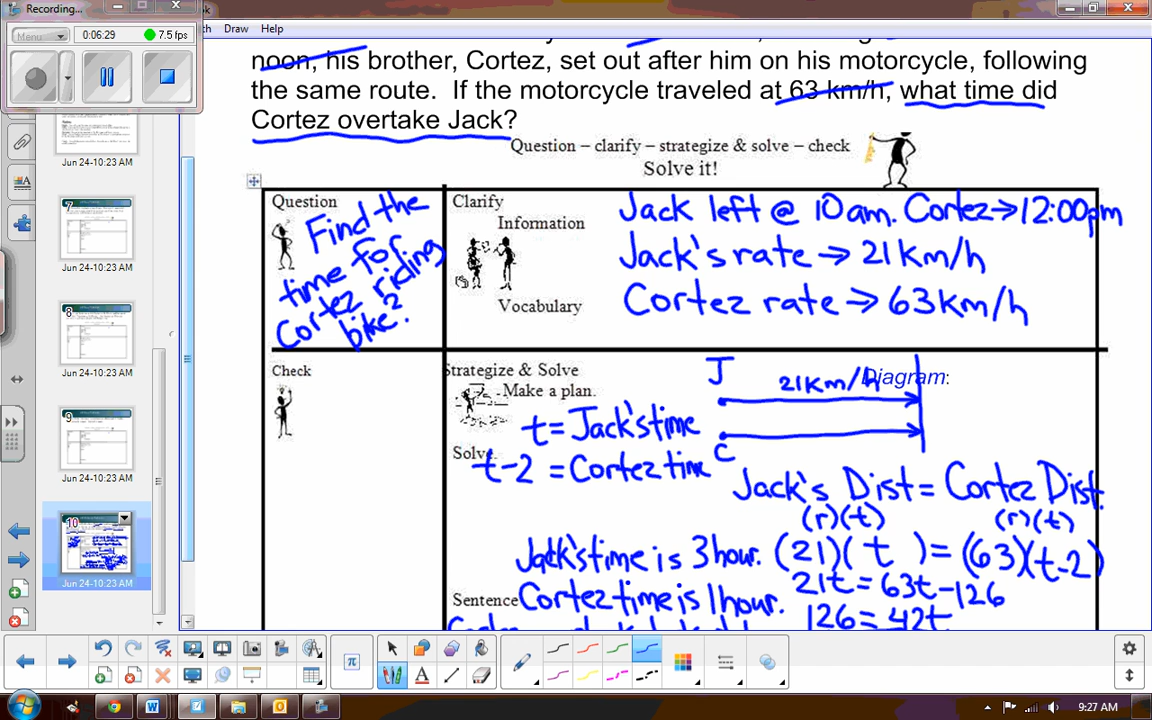 Recording...
Menu
0:06:29
7.5 fps
Draw
Help
noon, his brother, Cortez, set out after him on his motorcycle, following
the same route. If the motorcycle traveled at 63 km/h, what time did
Cortez overtake Jack?
Question – clarify – strategize & solve – check
Solve it!
Question
Find the
time for
Cortez riding
bike?
Clarify
Information
Vocabulary
Jack left @ 10am. Cortez→12:00pm
Jack's rate → 21km/h
Cortez rate → 63km/h
Check
Strategize & Solve
Make a plan.
Solve
Diagram:
J
21km/h
C
t = Jack's time
t-2 = Cortez time
Jack's Dist = Cortez Dist.
(r)(t) (r)(t)
Jack's time is 3 hour. (21)(t) = (63)(t-2)
21t = 63t-126
Sentence Cortez time is 1 hour.
126 = 42t
Jun 24-10:23 AM
7
Jun 24-10:23 AM
8
Jun 24-10:23 AM
9
Jun 24-10:23 AM
10
Jun 24-10:23 AM
π
A
9:27 AM